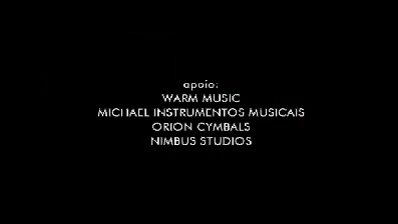 apoio:
WARM MUSIC
MICHAEL INSTRUMENTOS MUSICAIS
ORION CYMBALS
NIMBUS STUDIOS